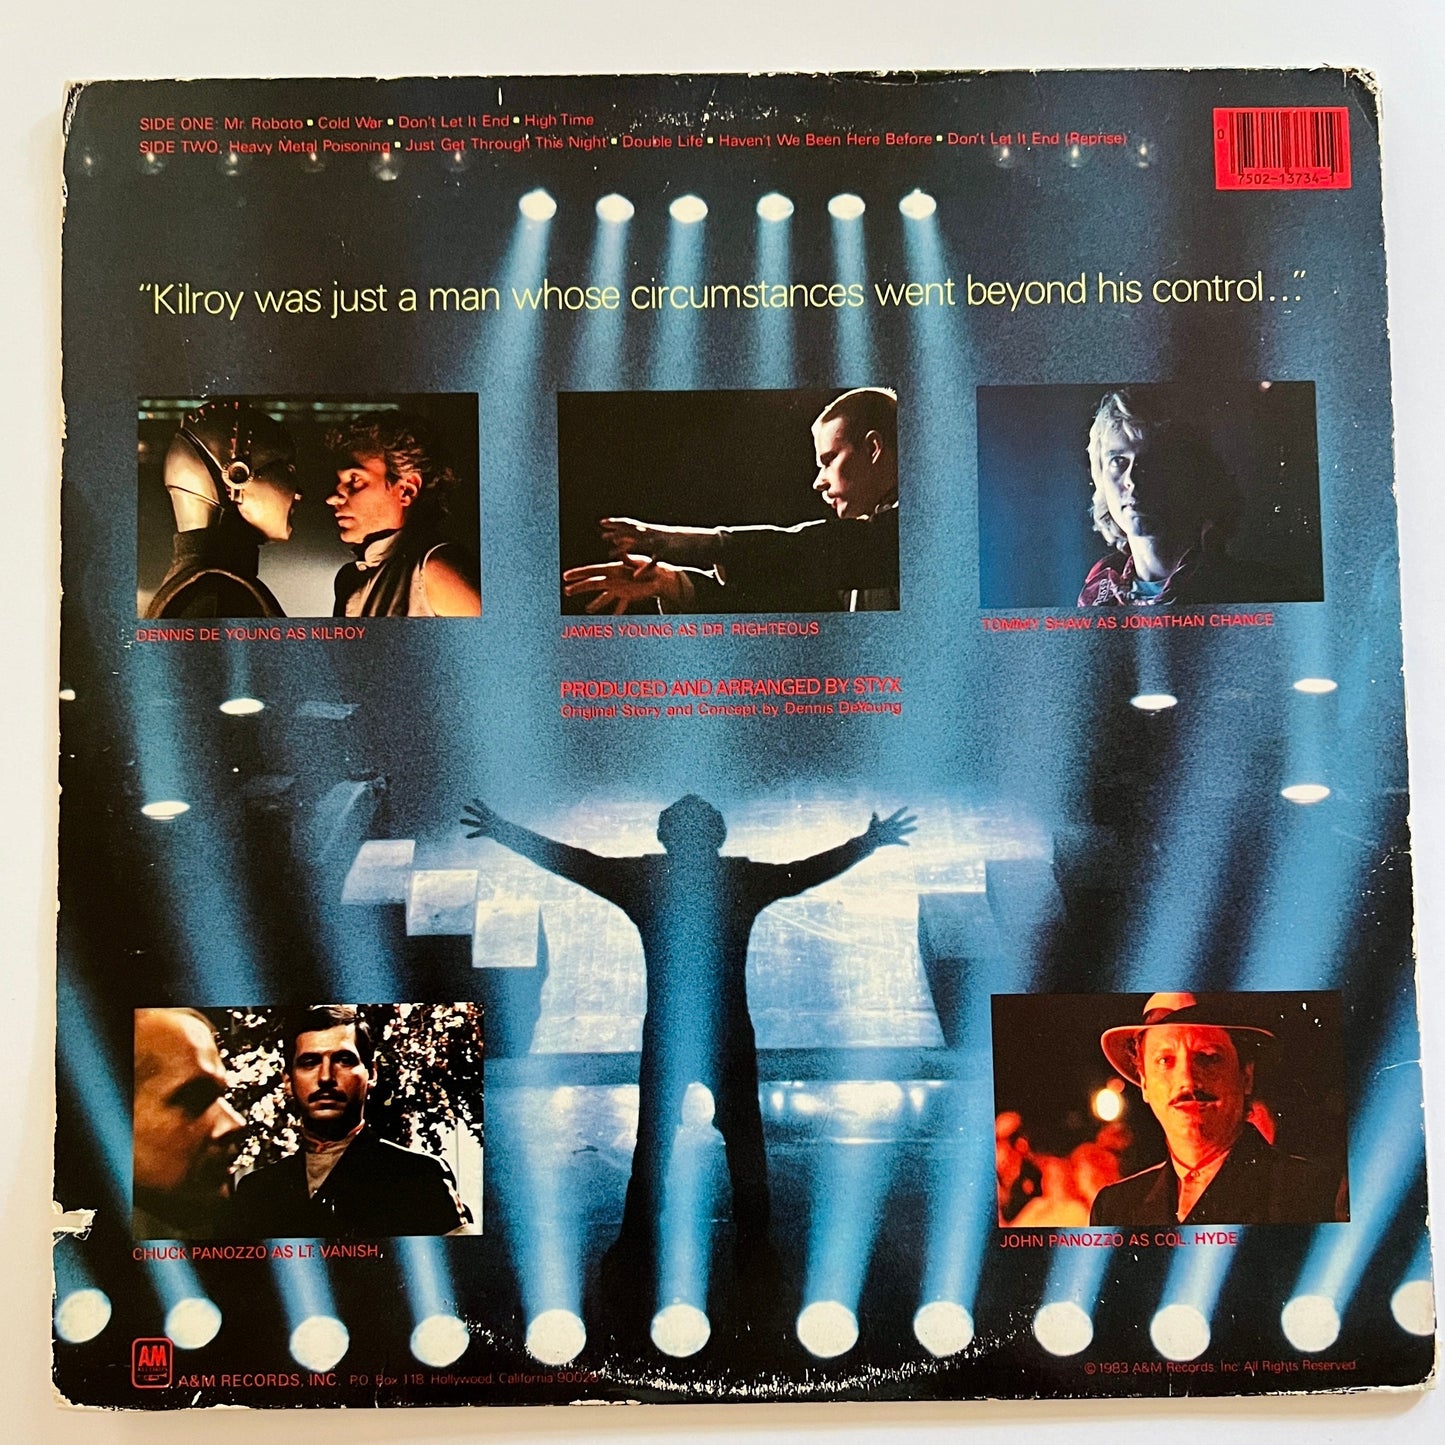 SIDE ONE: Mr. Roboto ▪ Cold War ▪ Don't Let It End ▪ High Time
SIDE TWO, Heavy Metal Poisoning ▪ Just Get Through This Night ▪ Double Life ▪ Haven't We Been Here Before ▪ Don't Let It End (Reprise)
0
7502-13734-1
"Kilroy was just a man whose circumstances went beyond his control..."
DENNIS DE YOUNG AS KILROY
JAMES YOUNG AS DR. RIGHTEOUS
TOMMY SHAW AS JONATHAN CHANCE
PRODUCED AND ARRANGED BY STYX
Original Story and Concept by Dennis DeYoung
CHUCK PANOZZO AS LT. VANISH,
JOHN PANOZZO AS COL. HYDE
AM
RECORDS
A&M RECORDS, INC. P.O. Box 118 Hollywood, California 90028
© 1983 A&M Records, Inc. All Rights Reserved